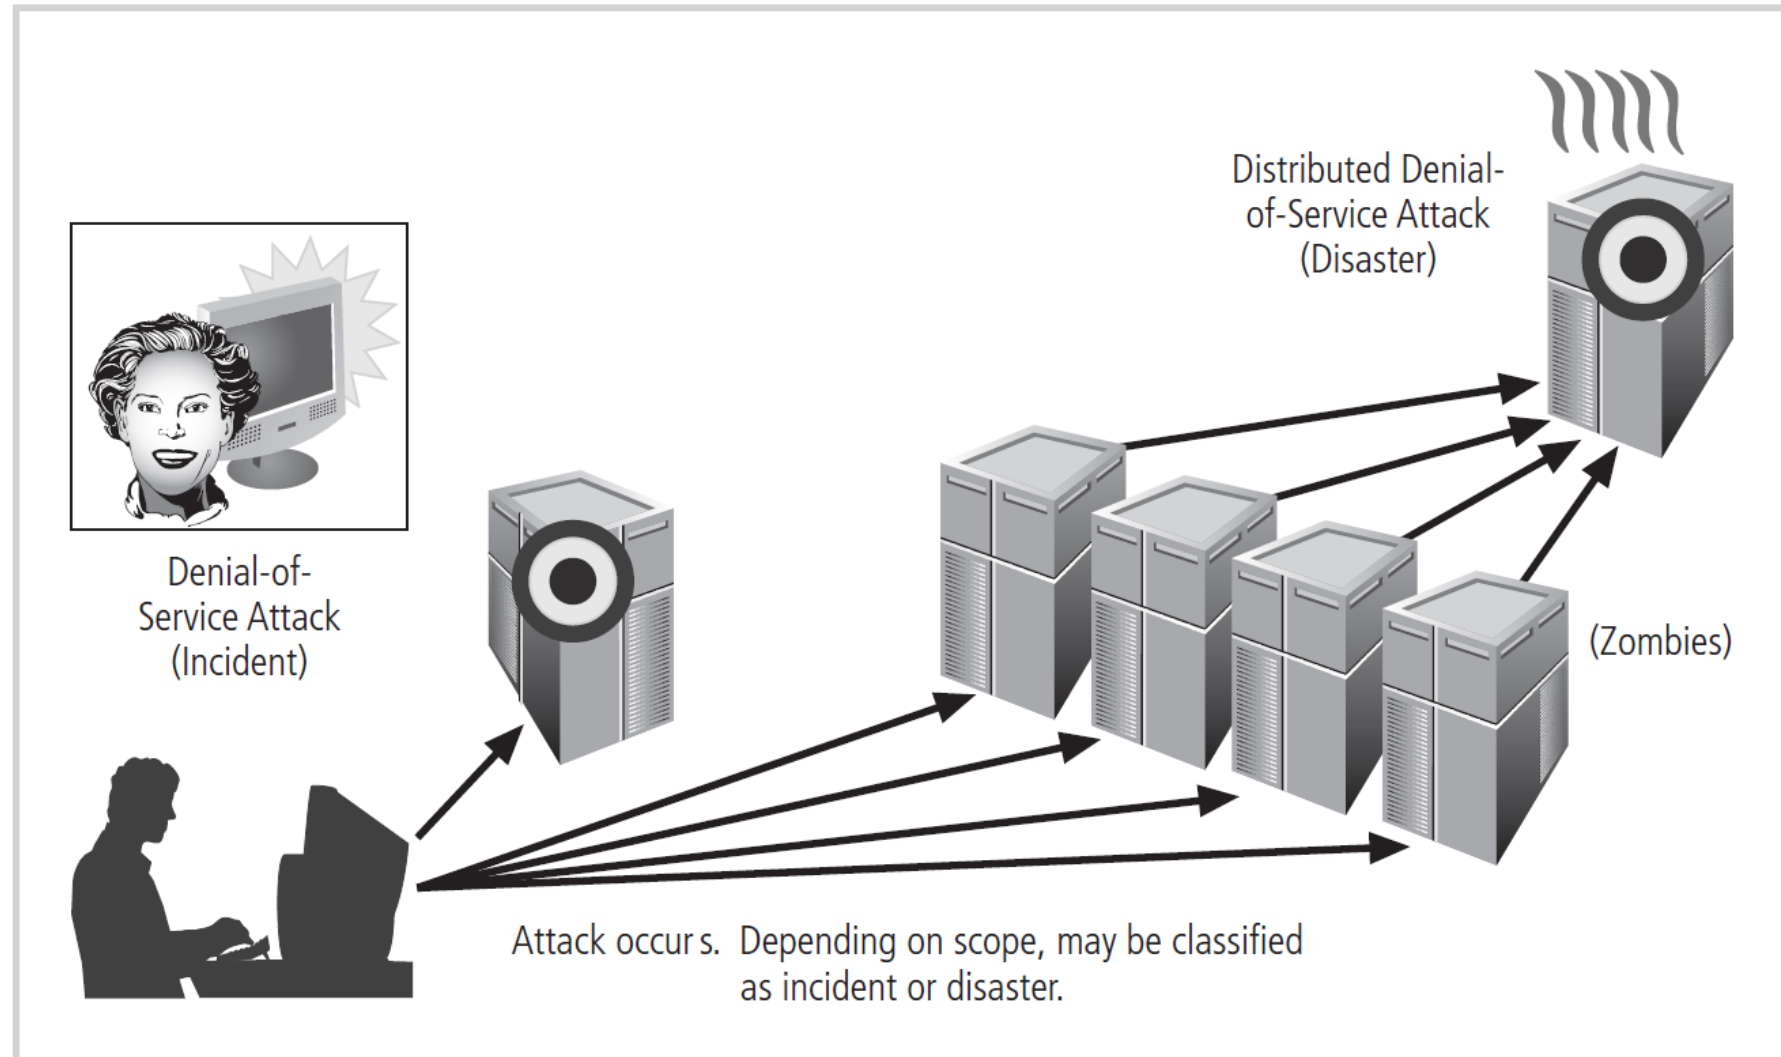 Distributed Denial-
of-Service Attack
(Disaster)
Denial-of-
Service Attack
(Incident)
(Zombies)
Attack occurs. Depending on scope, may be classified
as incident or disaster.